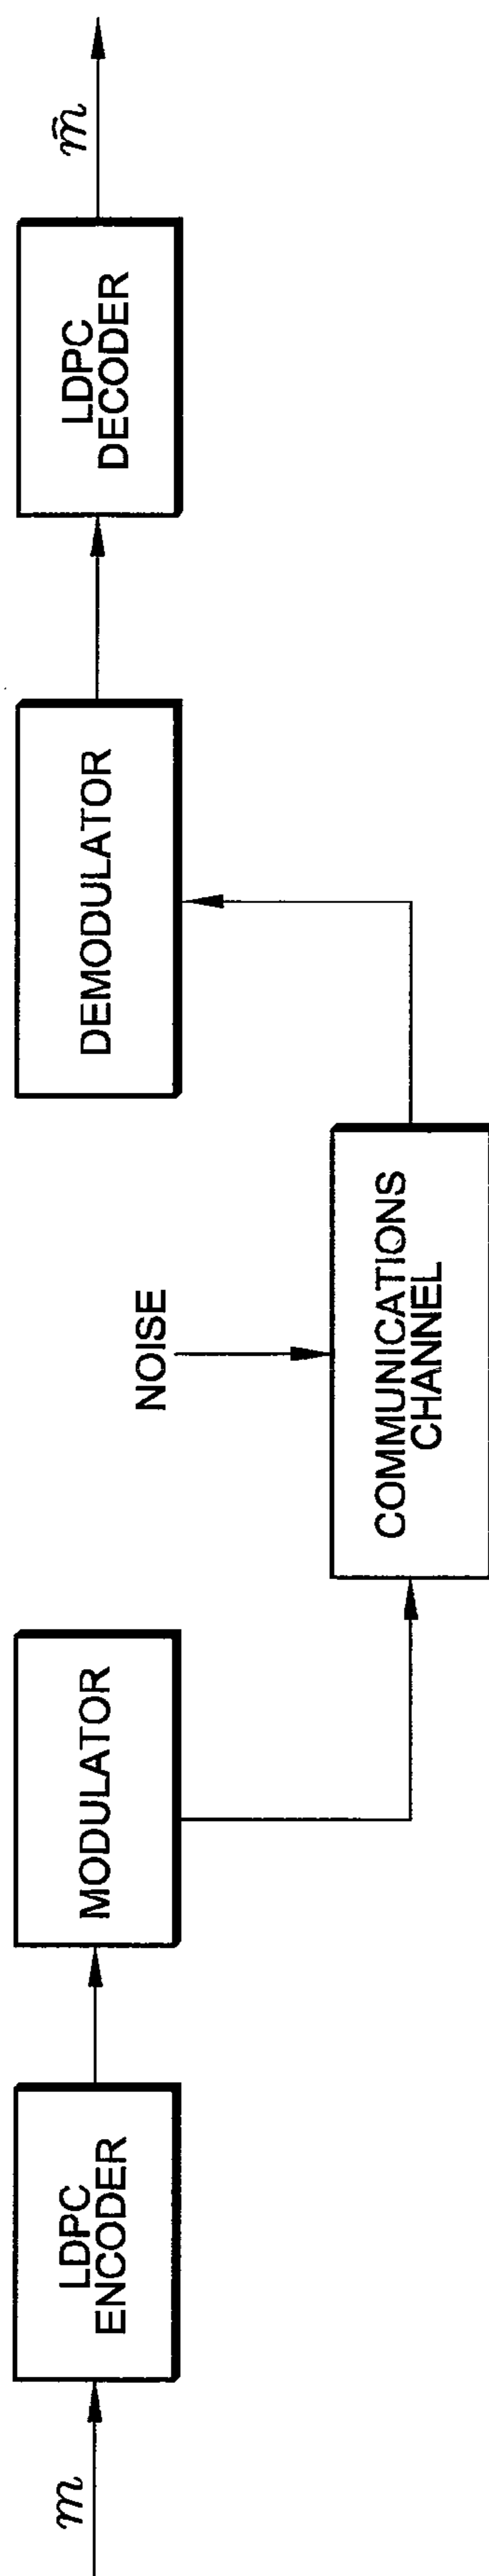 m
LDPC
ENCODER
MODULATOR
COMMUNICATIONS
CHANNEL
NOISE
DEMODULATOR
LDPC
DECODER
m̂